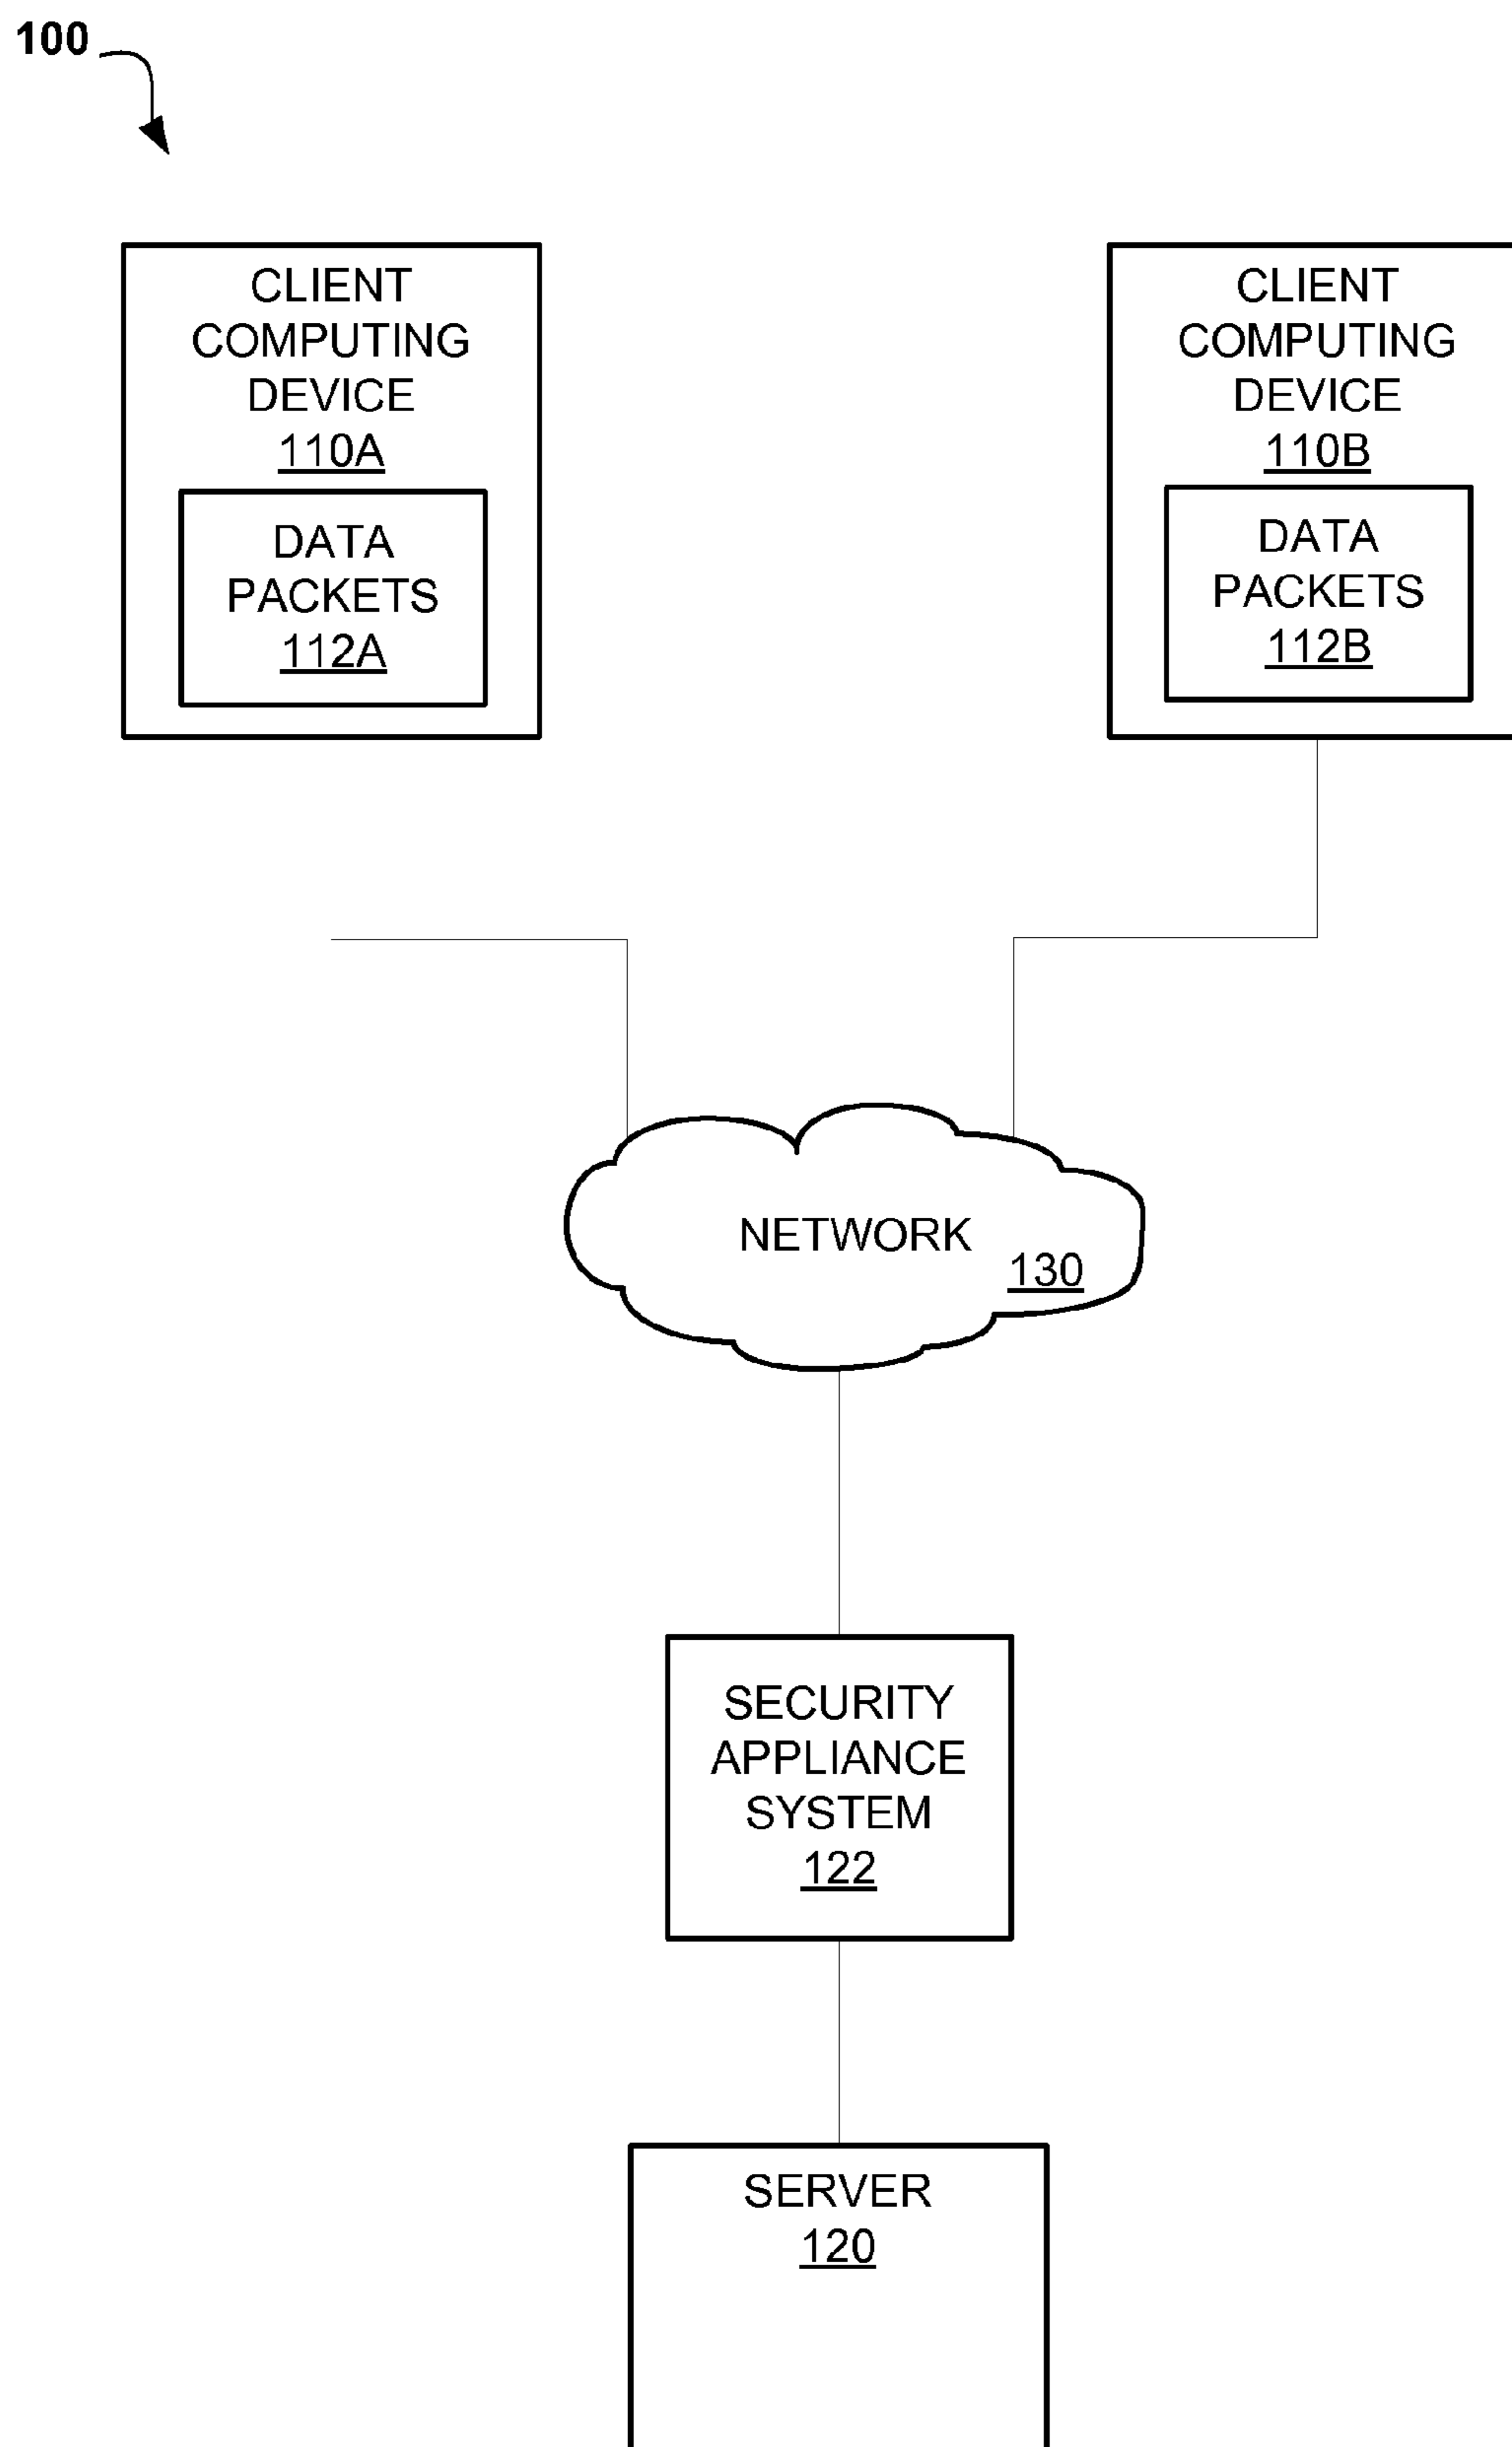 100
CLIENT
COMPUTING
DEVICE
110A
DATA
PACKETS
112A
CLIENT
COMPUTING
DEVICE
110B
DATA
PACKETS
112B
NETWORK
130
SECURITY
APPLIANCE
SYSTEM
122
SERVER
120